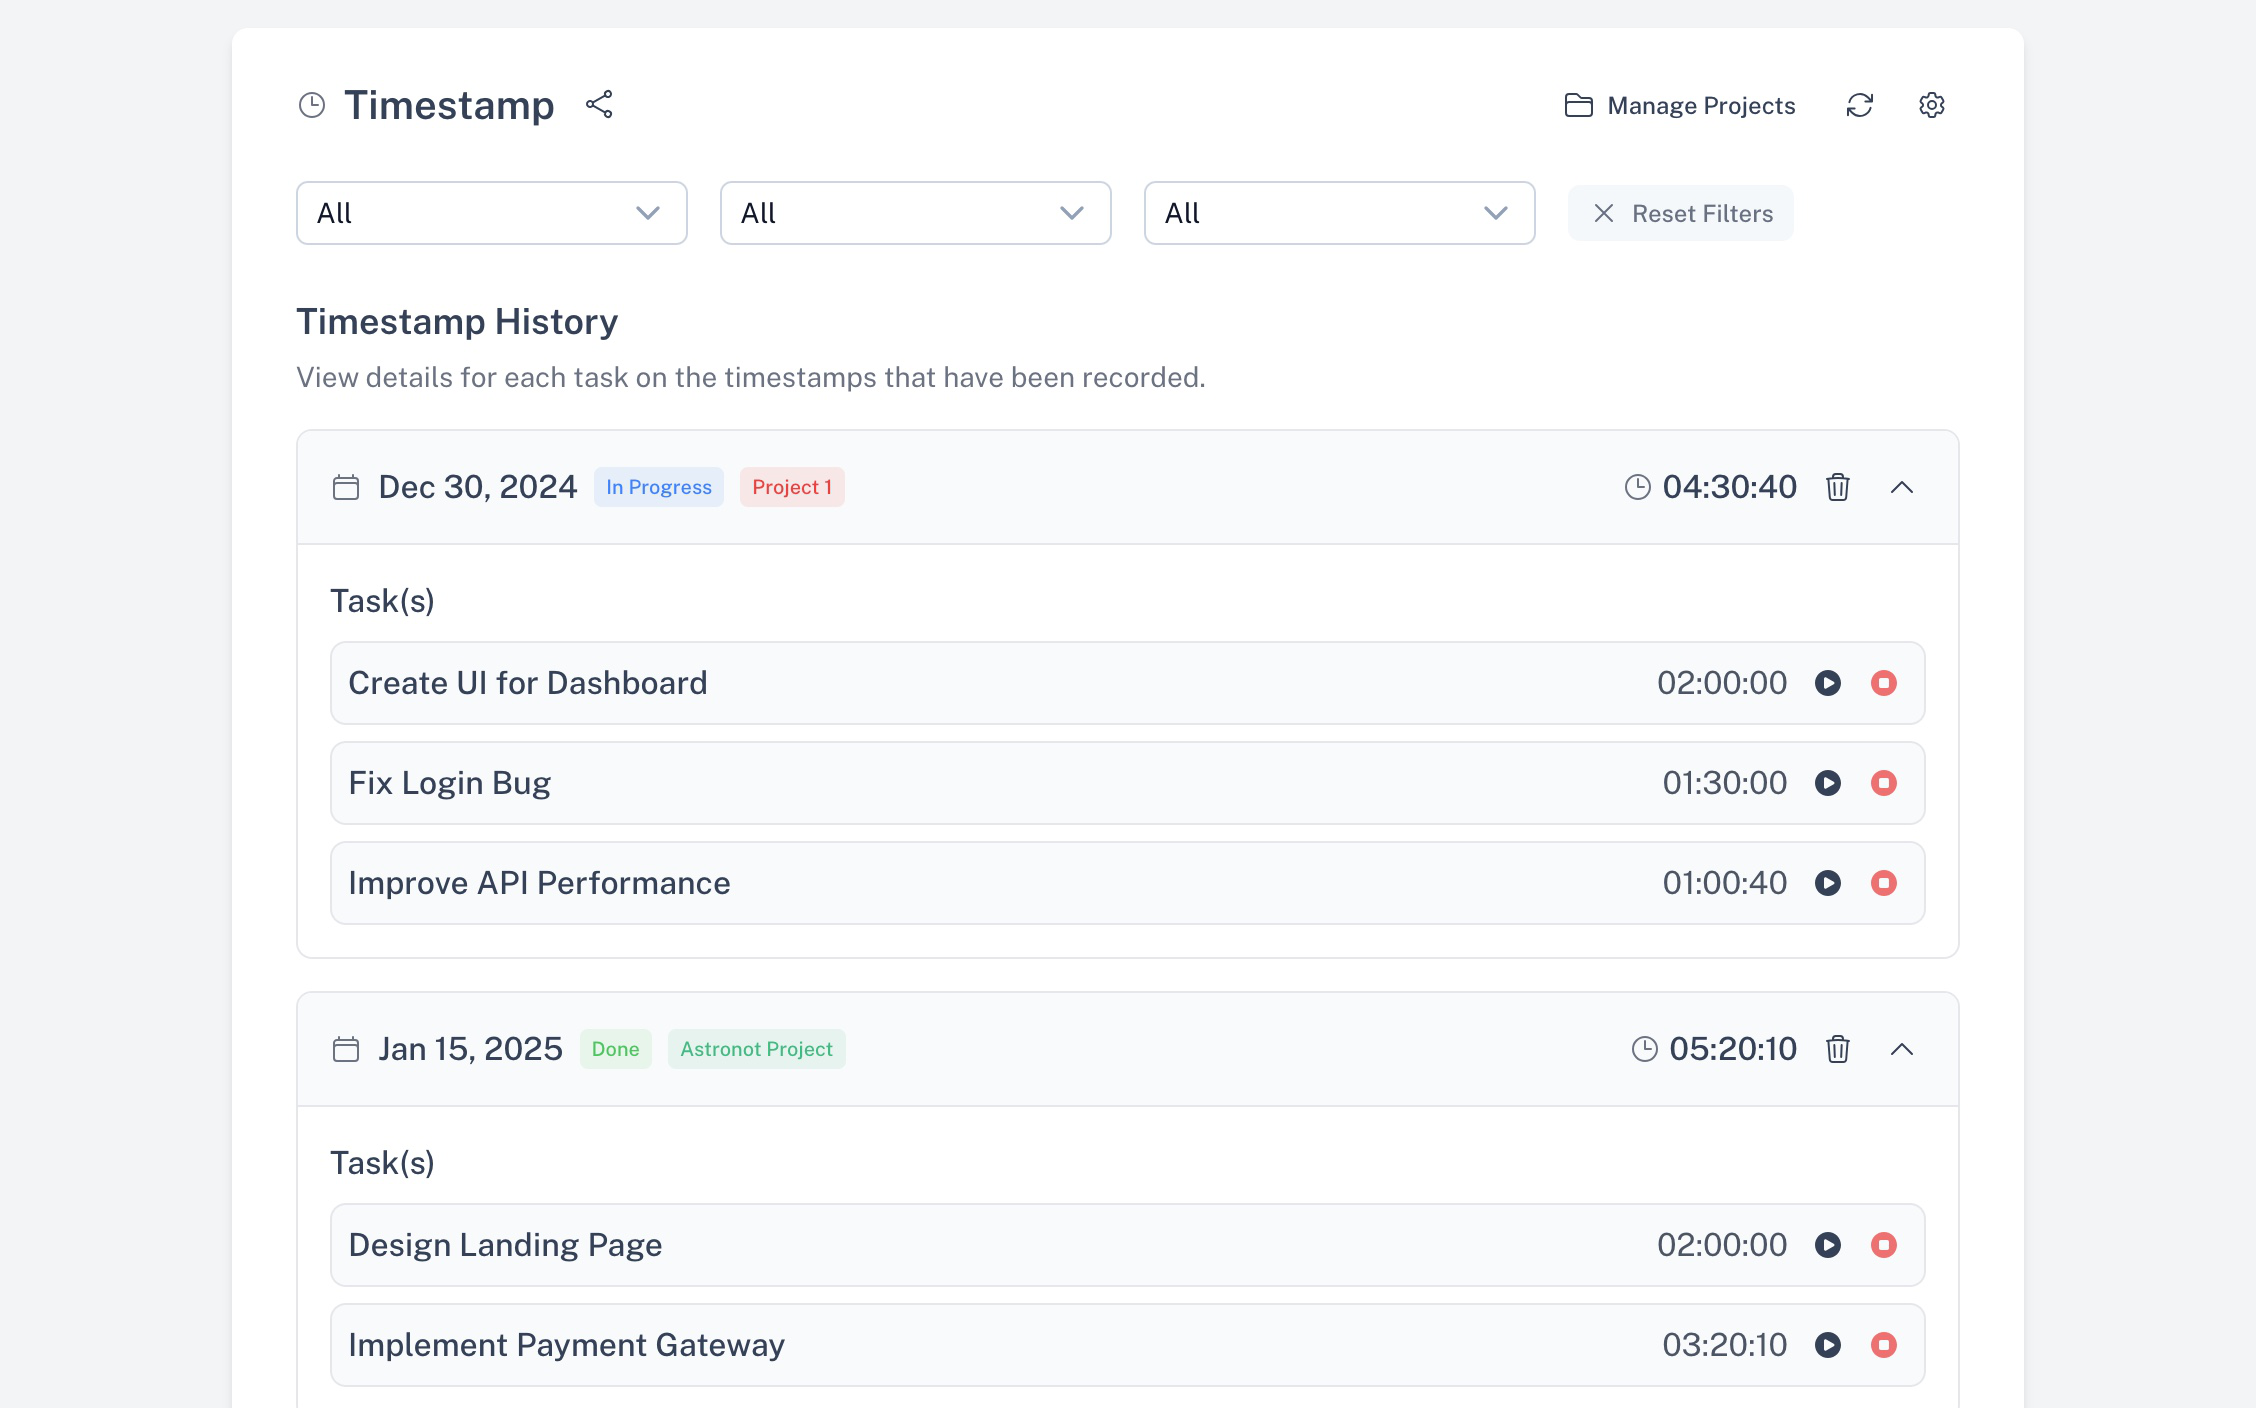 Timestamp
Manage Projects
All
All
All
Reset Filters
Timestamp History
View details for each task on the timestamps that have been recorded.
Dec 30, 2024 In Progress Project 1 04:30:40
Task(s)
Create UI for Dashboard 02:00:00
Fix Login Bug 01:30:00
Improve API Performance 01:00:40
Jan 15, 2025 Done Astronot Project 05:20:10
Task(s)
Design Landing Page 02:00:00
Implement Payment Gateway 03:20:10